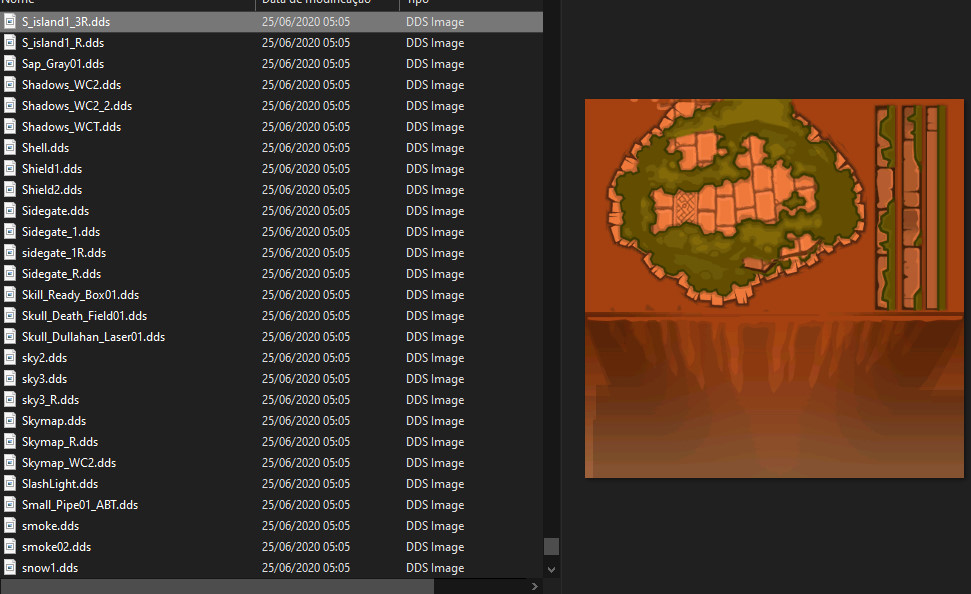 Nome Data de modificação Tipo
S_island1_3R.dds 25/06/2020 05:05 DDS Image
S_island1_R.dds 25/06/2020 05:05 DDS Image
Sap_Gray01.dds 25/06/2020 05:05 DDS Image
Shadows_WC2.dds 25/06/2020 05:05 DDS Image
Shadows_WC2_2.dds 25/06/2020 05:05 DDS Image
Shadows_WCT.dds 25/06/2020 05:05 DDS Image
Shell.dds 25/06/2020 05:05 DDS Image
Shield1.dds 25/06/2020 05:05 DDS Image
Shield2.dds 25/06/2020 05:05 DDS Image
Sidegate.dds 25/06/2020 05:05 DDS Image
Sidegate_1.dds 25/06/2020 05:05 DDS Image
sidegate_1R.dds 25/06/2020 05:05 DDS Image
Sidegate_R.dds 25/06/2020 05:05 DDS Image
Skill_Ready_Box01.dds 25/06/2020 05:05 DDS Image
Skull_Death_Field01.dds 25/06/2020 05:05 DDS Image
Skull_Dullahan_Laser01.dds 25/06/2020 05:05 DDS Image
sky2.dds 25/06/2020 05:05 DDS Image
sky3.dds 25/06/2020 05:05 DDS Image
sky3_R.dds 25/06/2020 05:05 DDS Image
Skymap.dds 25/06/2020 05:05 DDS Image
Skymap_R.dds 25/06/2020 05:05 DDS Image
Skymap_WC2.dds 25/06/2020 05:05 DDS Image
SlashLight.dds 25/06/2020 05:05 DDS Image
Small_Pipe01_ABT.dds 25/06/2020 05:05 DDS Image
smoke.dds 25/06/2020 05:05 DDS Image
smoke02.dds 25/06/2020 05:05 DDS Image
snow1.dds 25/06/2020 05:05 DDS Image